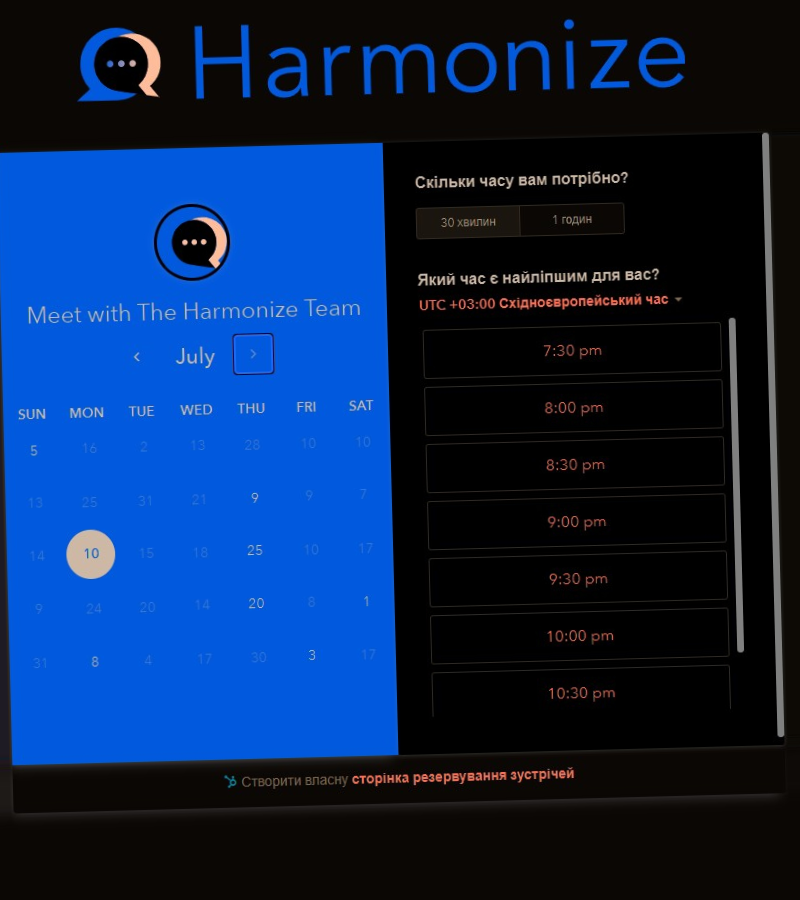 Harmonize
Meet with The Harmonize Team
July
SUN MON TUE WED THU FRI SAT
5 16 2 13 28 10 10
13 25 31 21 9 9 7
14 10 15 18 25 10 17
9 24 20 14 20 8 1
31 8 4 17 30 3 17
Скільки часу вам потрібно?
30 хвилин 1 годин
Який час є найліпшим для вас?
UTC +03:00 Східноєвропейський час
7:30 pm
8:00 pm
8:30 pm
9:00 pm
9:30 pm
10:00 pm
10:30 pm
Створити власну сторінка резервування зустрічей